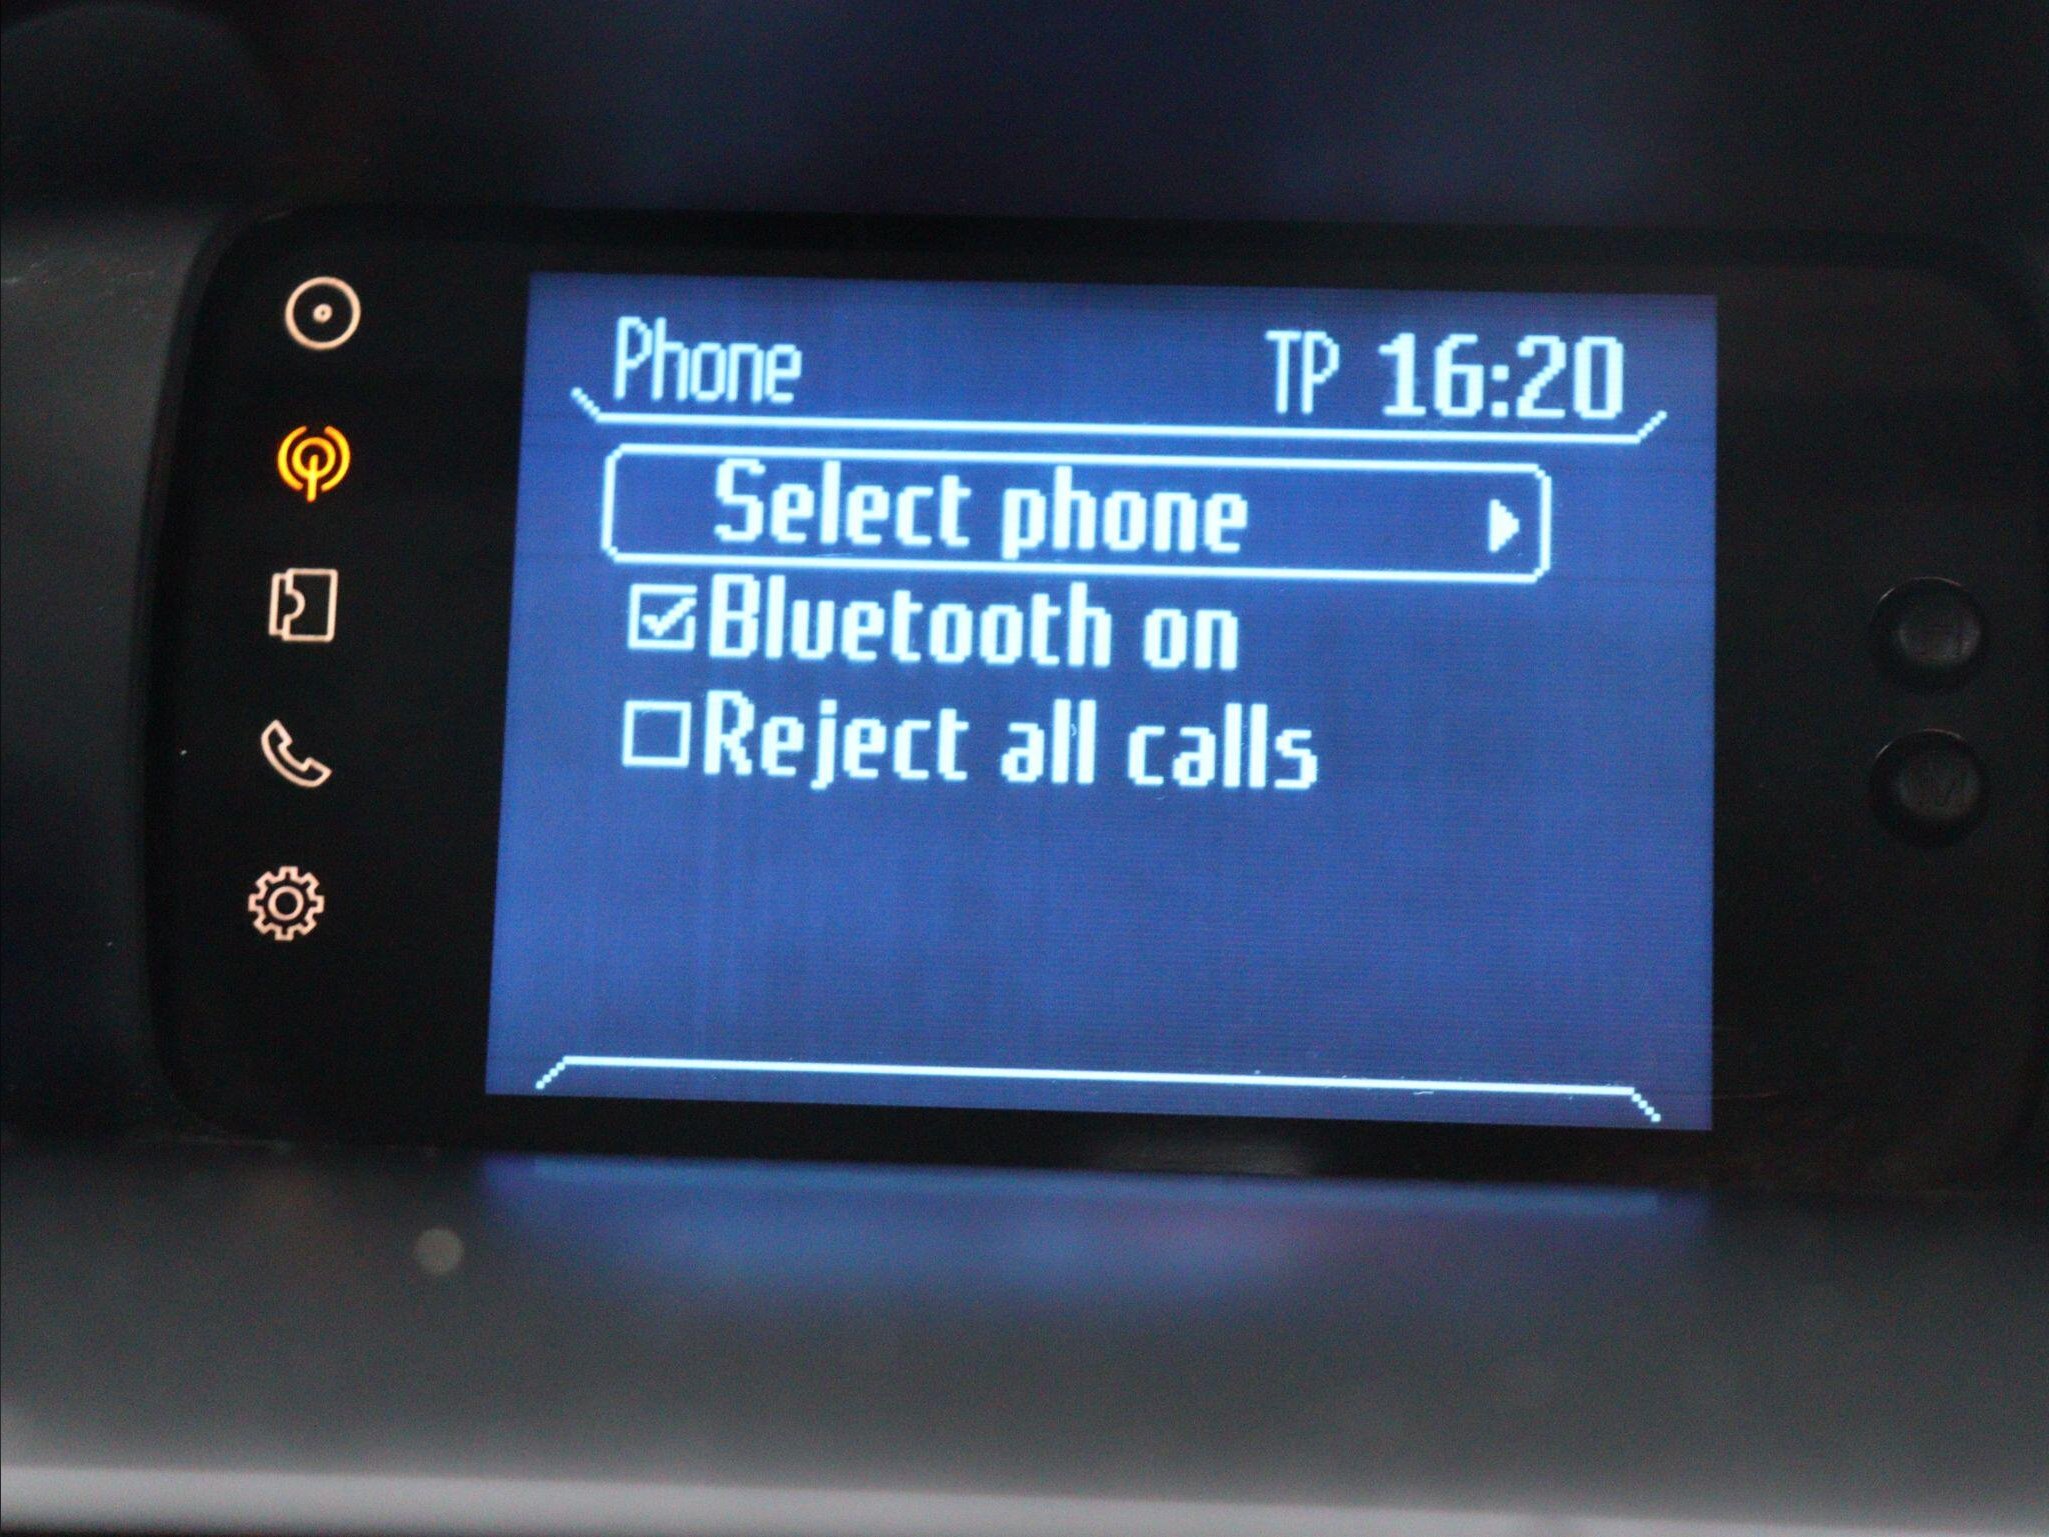 Phone TP 16:20
Select phone
Bluetooth on
Reject all calls